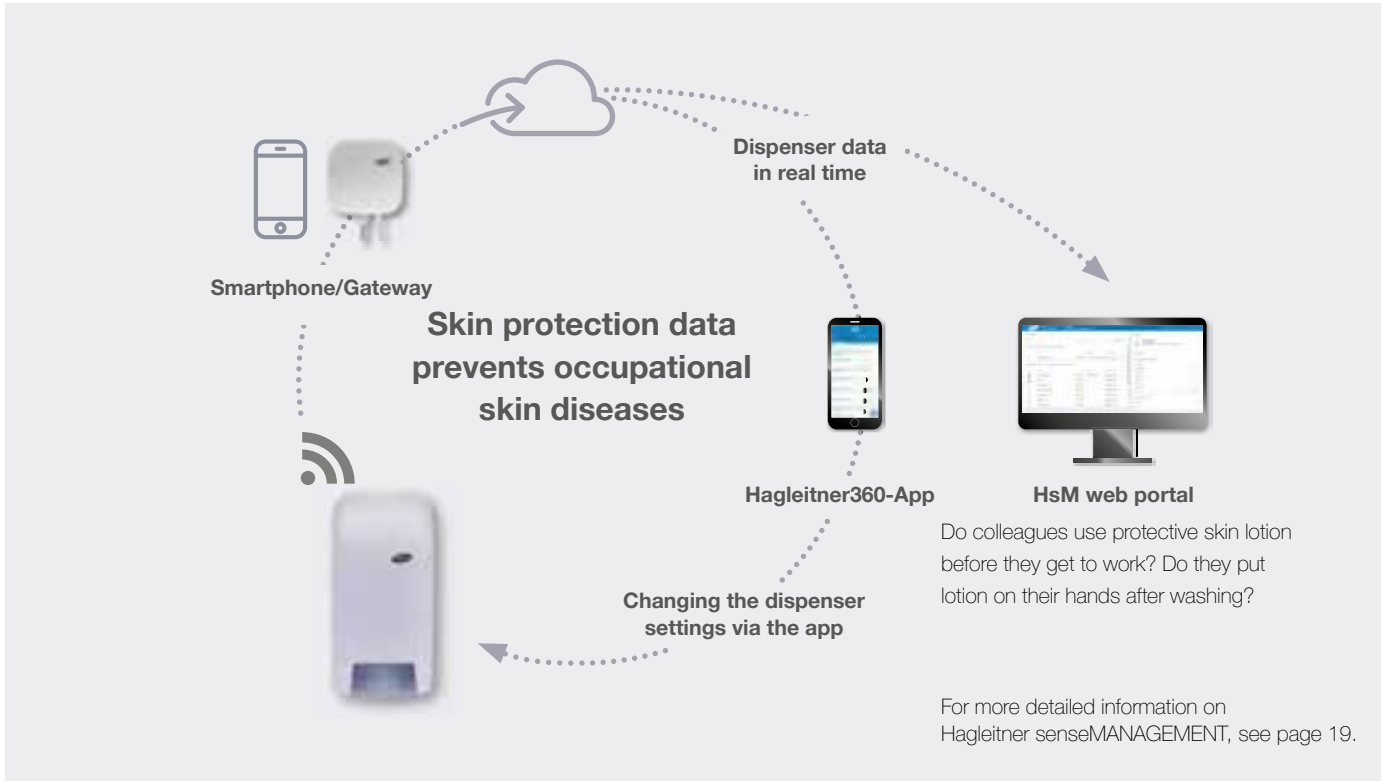 Dispenser data
in real time
Smartphone/Gateway
Skin protection data
prevents occupational
skin diseases
Hagleitner360-App
HsM web portal
Do colleagues use protective skin lotion
before they get to work? Do they put
lotion on their hands after washing?
Changing the dispenser
settings via the app
For more detailed information on
Hagleitner senseMANAGEMENT, see page 19.